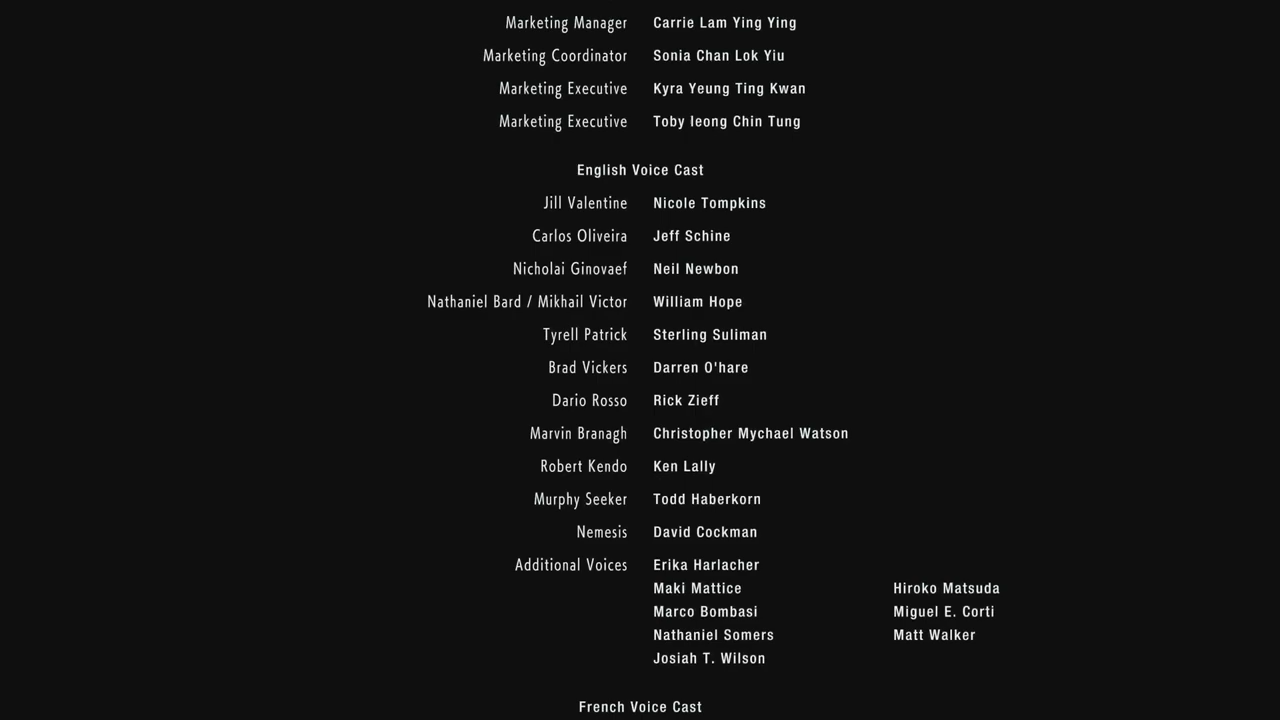 Marketing Manager Carrie Lam Ying Ying
Marketing Coordinator Sonia Chan Lok Yiu
Marketing Executive Kyra Yeung Ting Kwan
Marketing Executive Toby Ieong Chin Tung
English Voice Cast
Jill Valentine Nicole Tompkins
Carlos Oliveira Jeff Schine
Nicholai Ginovaef Neil Newbon
Nathaniel Bard / Mikhail Victor William Hope
Tyrell Patrick Sterling Suliman
Brad Vickers Darren O'hare
Dario Rosso Rick Zieff
Marvin Branagh Christopher Mychael Watson
Robert Kendo Ken Lally
Murphy Seeker Todd Haberkorn
Nemesis David Cockman
Additional Voices Erika Harlacher
Maki Mattice Hiroko Matsuda
Marco Bombasi Miguel E. Corti
Nathaniel Somers Matt Walker
Josiah T. Wilson
French Voice Cast